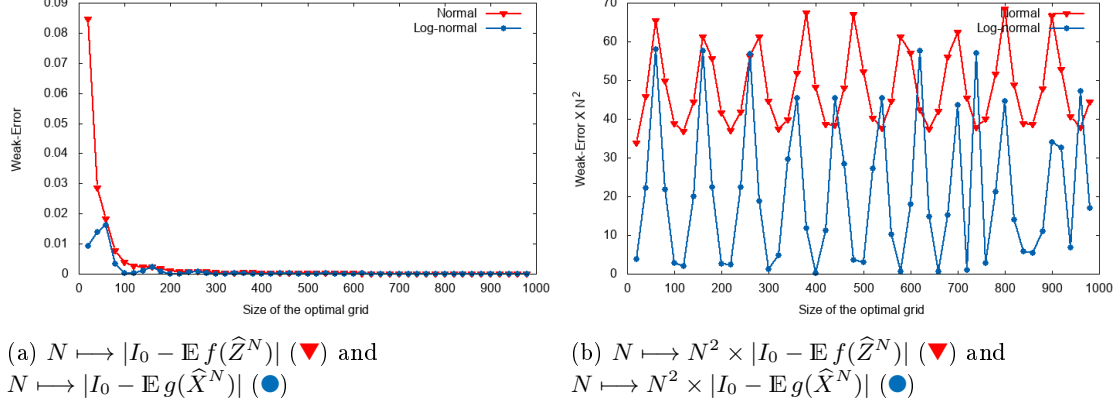 0.09
0.08
0.07
0.06
0.05
0.04
0.03
0.02
0.01
0
Weak-Error
Normal
Log-normal
0 100 200 300 400 500 600 700 800 900 1000
Size of the optimal grid
70
60
50
40
30
20
10
0
Weak-Error X N²
Normal
Log-normal
0 100 200 300 400 500 600 700 800 900 1000
Size of the optimal grid
(a) N ⟼ |I₀ − 𝔼 f(Ẑᴺ)| (▼) and
N ⟼ |I₀ − 𝔼 g(X̂ᴺ)| (●)
(b) N ⟼ N² × |I₀ − 𝔼 f(Ẑᴺ)| (▼) and
N ⟼ N² × |I₀ − 𝔼 g(X̂ᴺ)| (●)